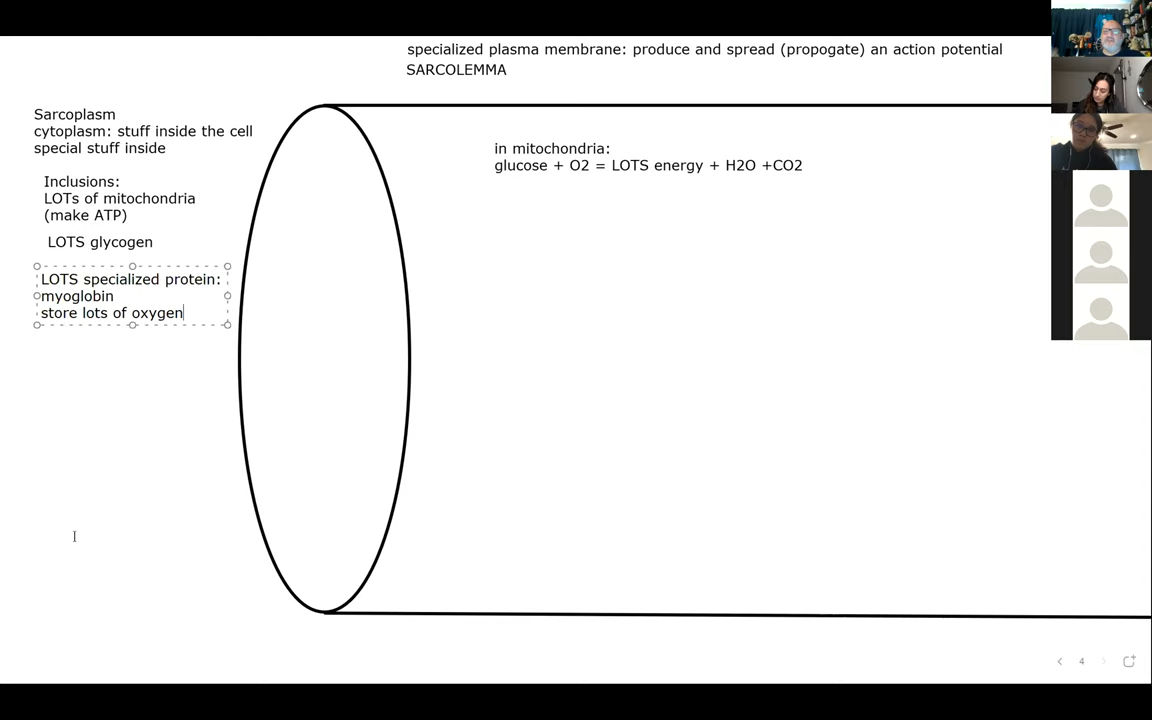 specialized plasma membrane: produce and spread (propogate) an action potential
SARCOLEMMA
Sarcoplasm
cytoplasm: stuff inside the cell
special stuff inside
in mitochondria:
glucose + O2 = LOTS energy + H2O +CO2
Inclusions:
LOTs of mitochondria
(make ATP)
LOTS glycogen
LOTS specialized protein:
myoglobin
store lots of oxygen
4